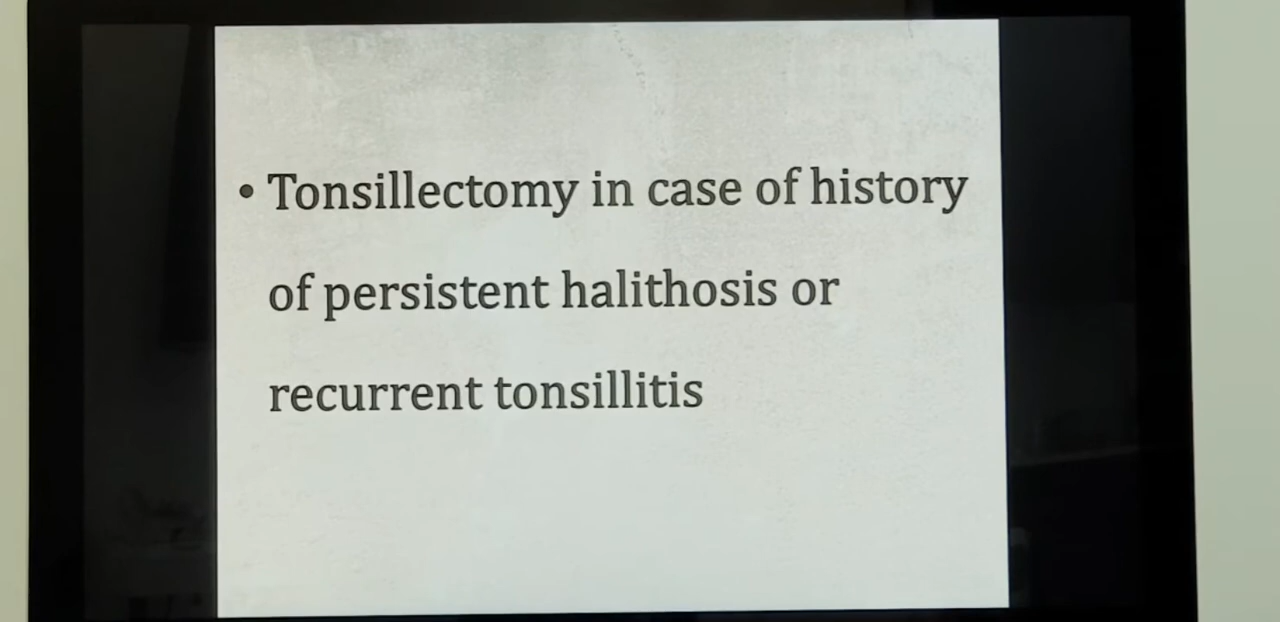 • Tonsillectomy in case of history
of persistent halithosis or
recurrent tonsillitis